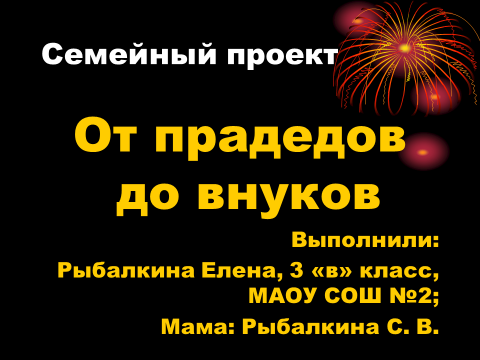 Семейный проект
От прадедов
до внуков
Выполнили:
Рыбалкина Елена, 3 «в» класс,
МАОУ СОШ №2;
Мама: Рыбалкина С. В.